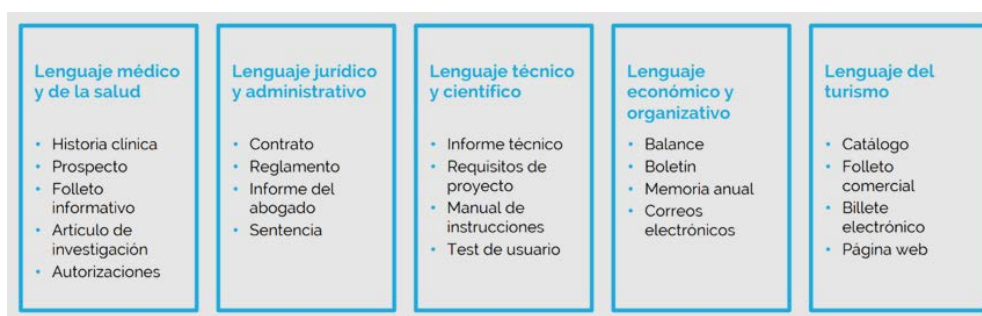 Lenguaje médico
y de la salud
• Historia clínica
• Prospecto
• Folleto
informativo
• Artículo de
investigación
• Autorizaciones
Lenguaje jurídico
y administrativo
• Contrato
• Reglamento
• Informe del
abogado
• Sentencia
Lenguaje técnico
y científico
• Informe técnico
• Requisitos de
proyecto
• Manual de
instrucciones
• Test de usuario
Lenguaje
económico y
organizativo
• Balance
• Boletín
• Memoria anual
• Correos
electrónicos
Lenguaje del
turismo
• Catálogo
• Folleto
comercial
• Billete
electrónico
• Página web